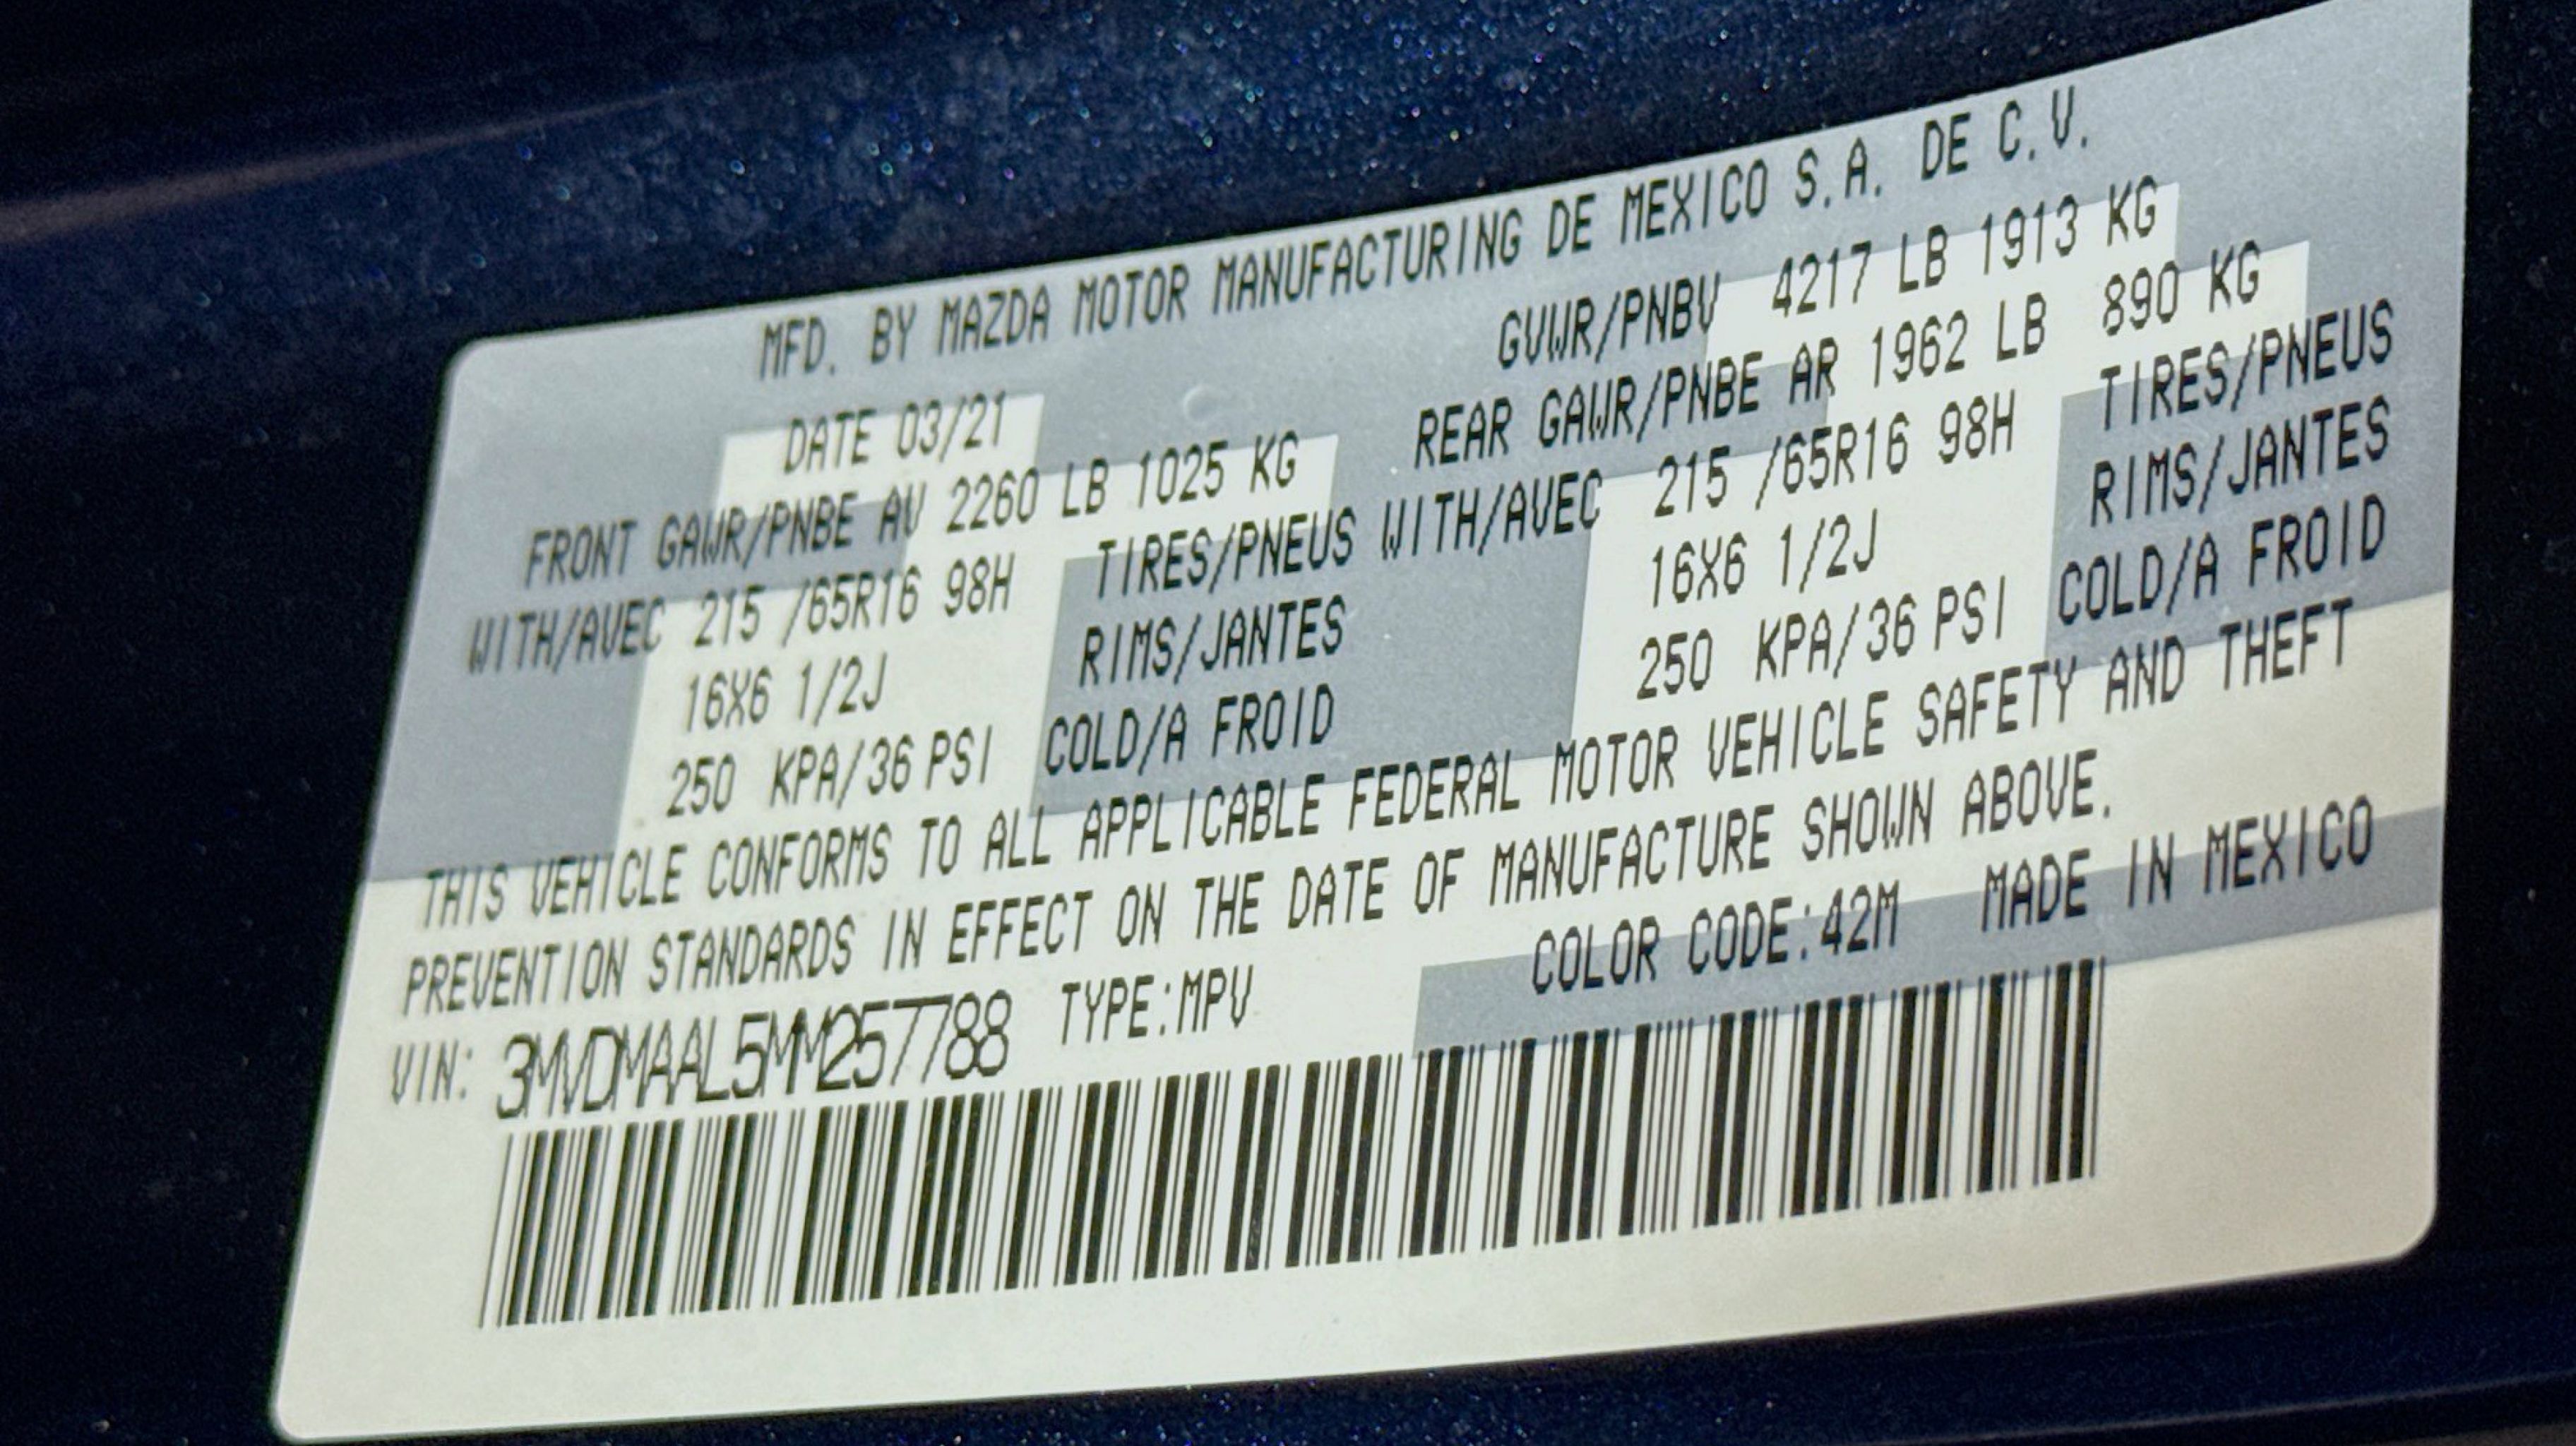 MFD. BY MAZDA MOTOR MANUFACTURING DE MEXICO S.A. DE C.V.
DATE 03/21 GVWR/PNBV 4217 LB 1913 KG
FRONT GAWR/PNBE AV 2260 LB 1025 KG REAR GAWR/PNBE AR 1962 LB 890 KG
WITH/AVEC 215 /65R16 98H TIRES/PNEUS WITH/AVEC 215 /65R16 98H TIRES/PNEUS
16X6 1/2J RIMS/JANTES 16X6 1/2J RIMS/JANTES
250 KPA/36 PSI COLD/A FROID 250 KPA/36 PSI COLD/A FROID
THIS VEHICLE CONFORMS TO ALL APPLICABLE FEDERAL MOTOR VEHICLE SAFETY AND THEFT
PREVENTION STANDARDS IN EFFECT ON THE DATE OF MANUFACTURE SHOWN ABOVE.
VIN: 3MVDMAAL5MM257788 TYPE:MPV COLOR CODE:42M MADE IN MEXICO